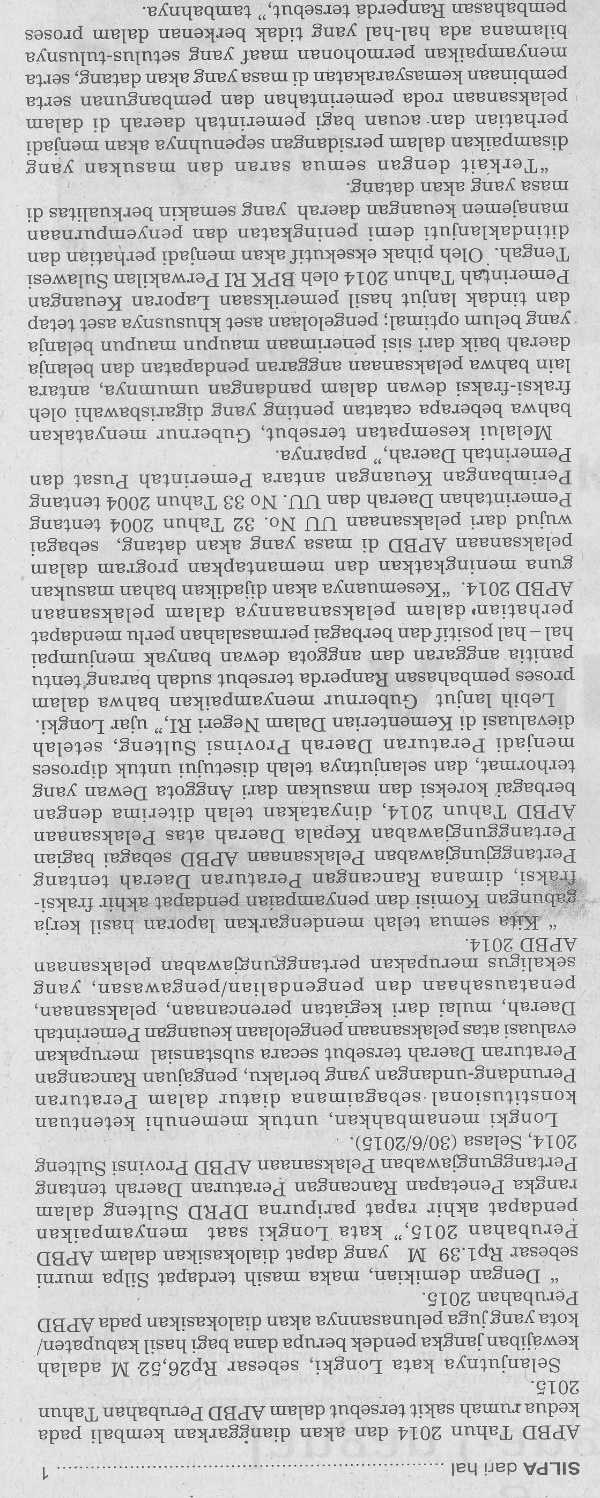 SILPA dari hal ........................................................ 1
APBD Tahun 2014 dan akan dianggarkan kembali pada
kedua rumah sakit tersebut dalam APBD Perubahan Tahun
2015.
Selanjutnya kata Longki, sebesar Rp26,52 M adalah
kewajiban jangka pendek berupa dana bagi hasil kabupaten/
kota yang juga pelunasannya akan dialokasikan pada APBD
Perubahan 2015.
“ Dengan demikian, maka masih terdapat Silpa murni
sebesar Rp1.39 M yang dapat dialokasikan dalam APBD
Perubahan 2015,” kata Longki saat menyampaikan
pendapat akhir rapat paripurna DPRD Sulteng dalam
rangka Penetapan Rancangan Peraturan Daerah tentang
Pertanggungjawaban Pelaksanaan APBD Provinsi Sulteng
2014, Selasa (30/6/2015).
Longki menambahkan, untuk memenuhi ketentuan
konstitusional sebagaimana diatur dalam Peraturan
Perundang-undangan yang berlaku, pengajuan Rancangan
Peraturan Daerah tersebut secara substansial merupakan
evaluasi atas pelaksanaan pengelolaan keuangan Pemerintah
Daerah, mulai dari kegiatan perencanaan, pelaksanaan,
penatausahaan dan pengendalian/pengawasan, yang
sekaligus merupakan pertanggungjawaban pelaksanaan
APBD 2014.
“ Kita semua telah mendengarkan laporan hasil kerja
gabungan Komisi dan penyampaian pendapat akhir fraksi-
fraksi, dimana Rancangan Peraturan Daerah tentang
Pertanggungjawaban Pelaksanaan APBD sebagai bagian
Pertanggungjawaban Kepala Daerah atas Pelaksanaan
APBD Tahun 2014, dinyatakan telah diterima dengan
berbagai koreksi dan masukan dari Anggota Dewan yang
terhormat, dan selanjutnya telah disetujui untuk diproses
menjadi Peraturan Daerah Provinsi Sulteng, setelah
dievaluasi di Kementerian Dalam Negeri RI,” ujar Longki.
Lebih lanjut Gubernur menyampaikan bahwa dalam
proses pembahasan Ranperda tersebut sudah barang tentu
panitia anggaran dan anggota dewan banyak menjumpai
hal – hal positif dan berbagai permasalahan perlu mendapat
perhatian dalam pelaksanaannya dalam pelaksanaan
APBD 2014. “Kesemuanya akan dijadikan bahan masukan
guna meningkatkan dan memantapkan program dalam
pelaksanaan APBD di masa yang akan datang, sebagai
wujud dari pelaksanaan UU No. 32 Tahun 2004 tentang
Pemerintahan Daerah dan UU. No 33 Tahun 2004 tentang
Perimbangan Keuangan antara Pemerintah Pusat dan
Pemerintah Daerah,” paparnya.
Melalui kesempatan tersebut, Gubernur menyatakan
bahwa beberapa catatan penting yang digarisbawahi oleh
fraksi-fraksi dewan dalam pandangan umumnya, antara
lain bahwa pelaksanaan anggaran pendapatan dan belanja
daerah baik dari sisi penerimaan maupun maupun belanja
yang belum optimal; pengelolaan aset khususnya aset tetap
dan tindak lanjut hasil pemeriksaan Laporan Keuangan
Pemerintah Tahun 2014 oleh BPK RI Perwakilan Sulawesi
Tengah. Oleh pihak eksekutif akan menjadi perhatian dan
ditindaklanjuti demi peningkatan dan penyempurnaan
manajemen keuangan daerah yang semakin berkualitas di
masa yang akan datang.
“Terkait dengan semua saran dan masukan yang
disampaikan dalam persidangan sepenuhnya akan menjadi
perhatian dan acuan bagi pemerintah daerah di dalam
pelaksanaan roda pemerintahan dan pembangunan serta
pembinaan kemasyarakatan di masa yang akan datang, serta
menyampaikan permohonan maaf yang setulus-tulusnya
bilamana ada hal-hal yang tidak berkenan dalam proses
pembahasan Ranperda tersebut,” tambahnya.